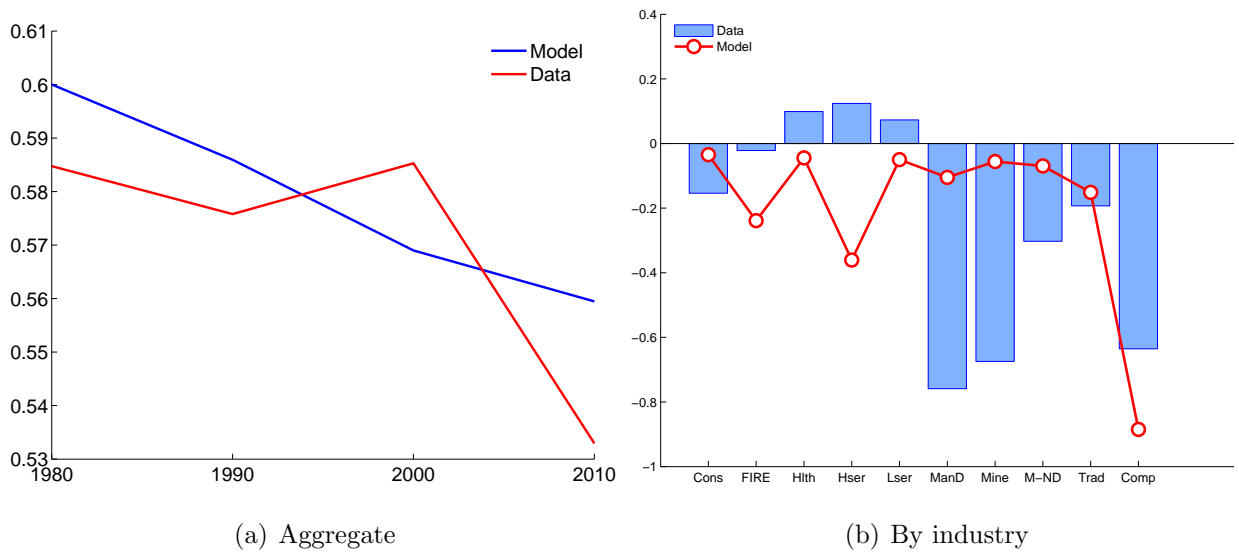 0.61
0.6
0.59
0.58
0.57
0.56
0.55
0.54
0.53
1980 1990 2000 2010
Model
Data
(a) Aggregate
0.4
0.2
0
−0.2
−0.4
−0.6
−0.8
−1
Data
Model
Cons FIRE Hlth Hser Lser ManD Mine M−ND Trad Comp
(b) By industry